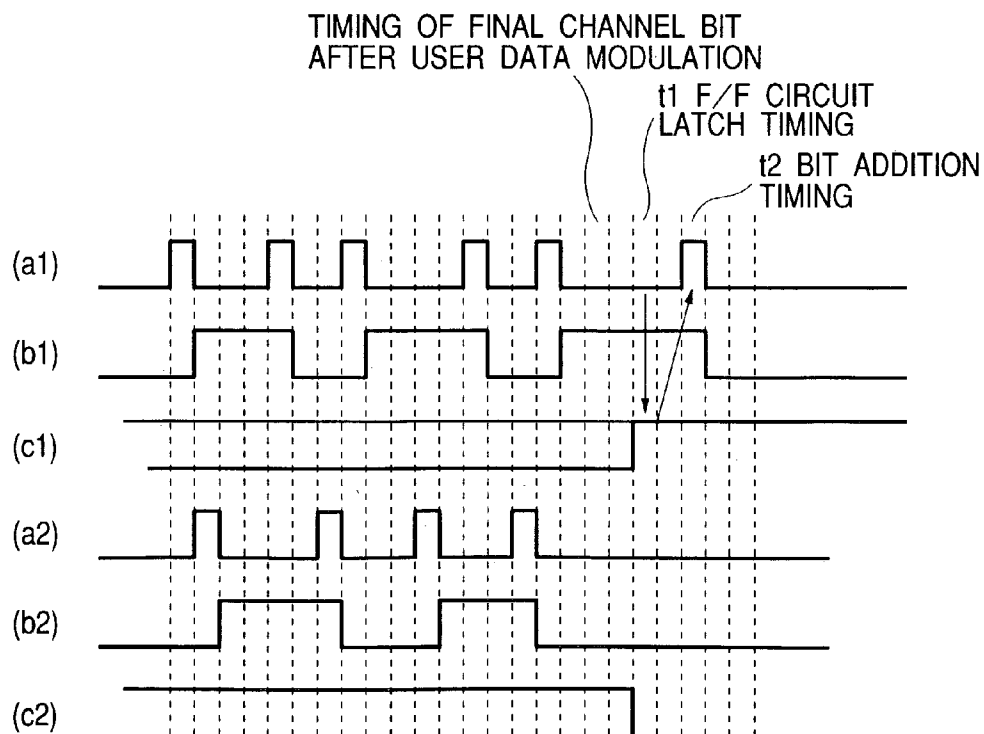 TIMING OF FINAL CHANNEL BIT
AFTER USER DATA MODULATION
t1 F/F CIRCUIT
LATCH TIMING
t2 BIT ADDITION
TIMING
(a1)
(b1)
(c1)
(a2)
(b2)
(c2)